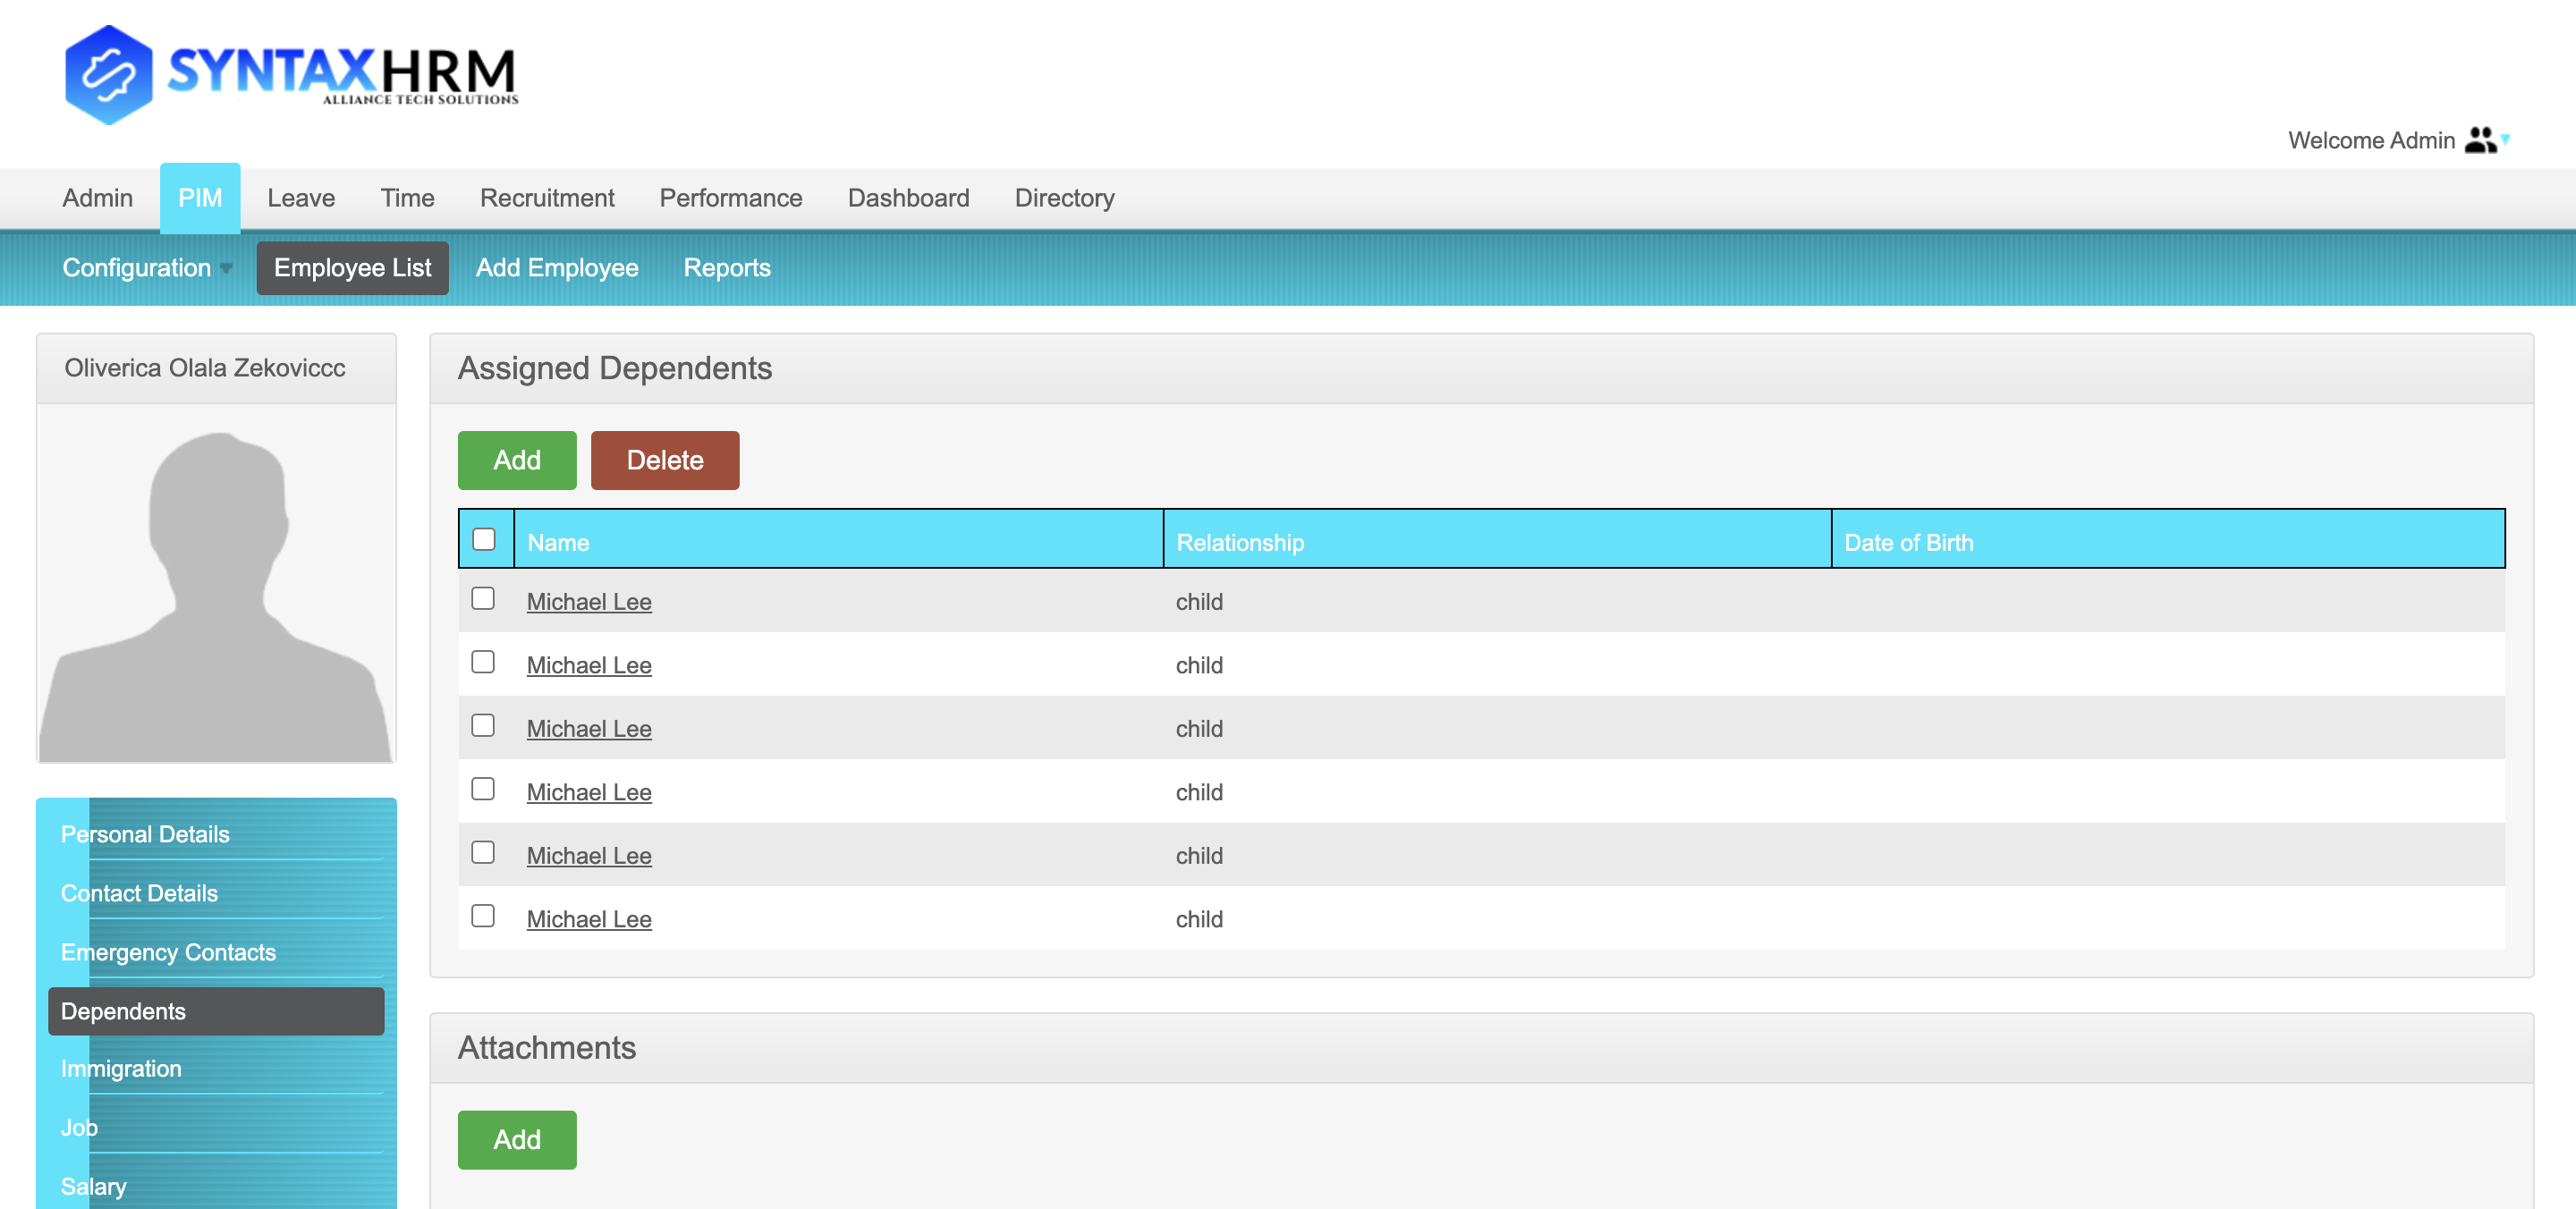 SYNTAXHRM
ALLIANCE TECH SOLUTIONS
Welcome Admin
Admin PIM Leave Time Recruitment Performance Dashboard Directory
Configuration Employee List Add Employee Reports
Oliverica Olala Zekoviccc
Personal Details
Contact Details
Emergency Contacts
Dependents
Immigration
Job
Salary
Assigned Dependents
Add Delete
Name Relationship Date of Birth
Michael Lee child
Michael Lee child
Michael Lee child
Michael Lee child
Michael Lee child
Michael Lee child
Attachments
Add